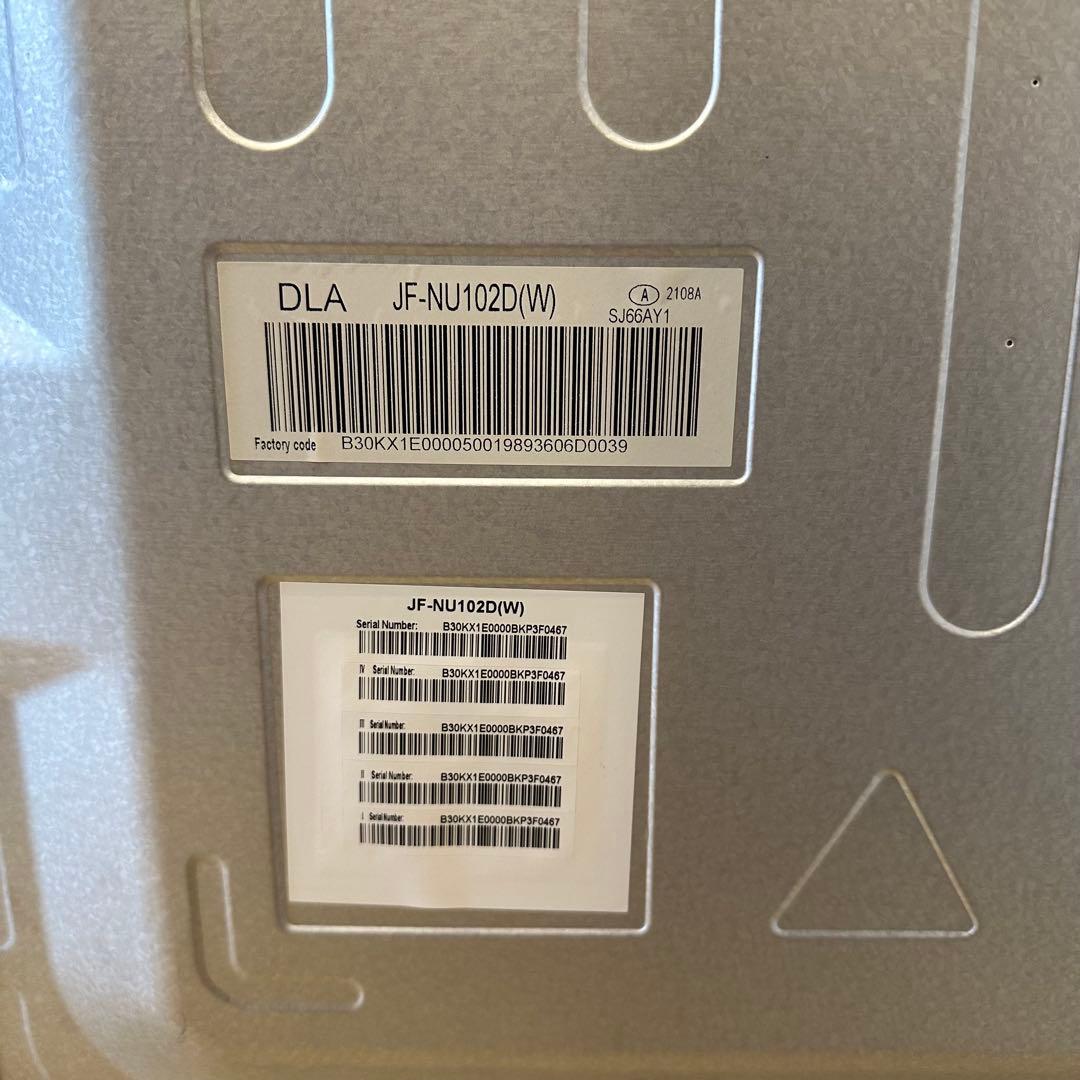 DLA JF-NU102D(W) A 2108A
SJ66AY1
Factory code B30KX1E000050019893606D0039
JF-NU102D(W)
Serial Number: B30KX1E0000BKP3F0467
IV Serial Number: B30KX1E0000BKP3F0467
III Serial Number: B30KX1E0000BKP3F0467
II Serial Number: B30KX1E0000BKP3F0467
I Serial Number: B30KX1E0000BKP3F0467